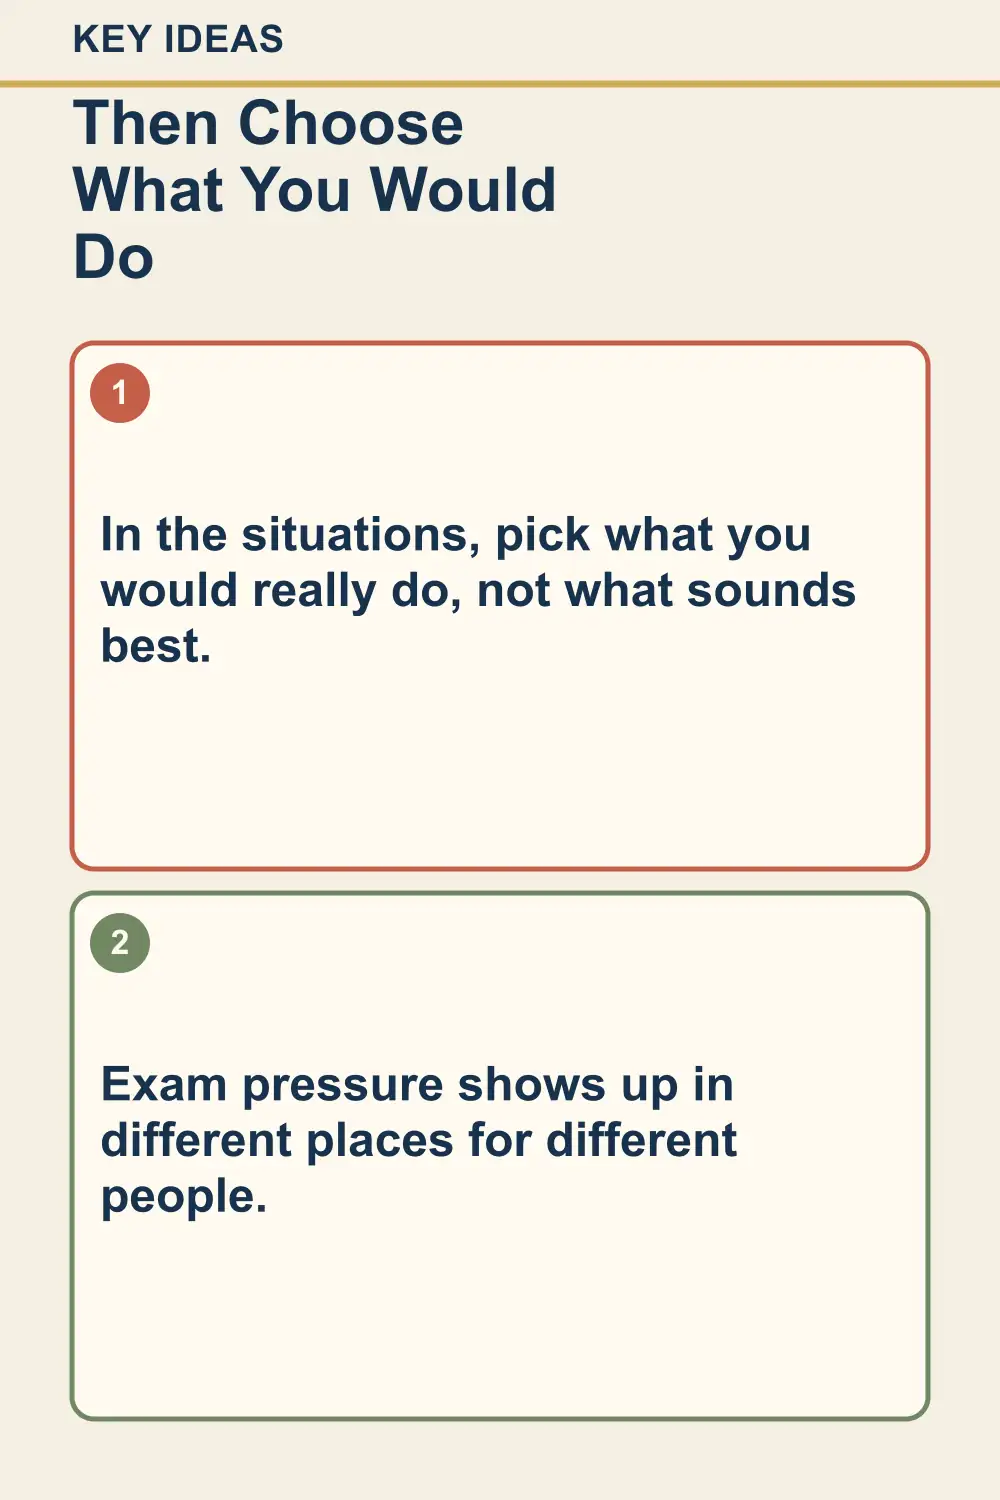 KEY IDEAS
Then Choose
What You Would
Do
1
In the situations, pick what you
would really do, not what sounds
best.
2
Exam pressure shows up in
different places for different
people.